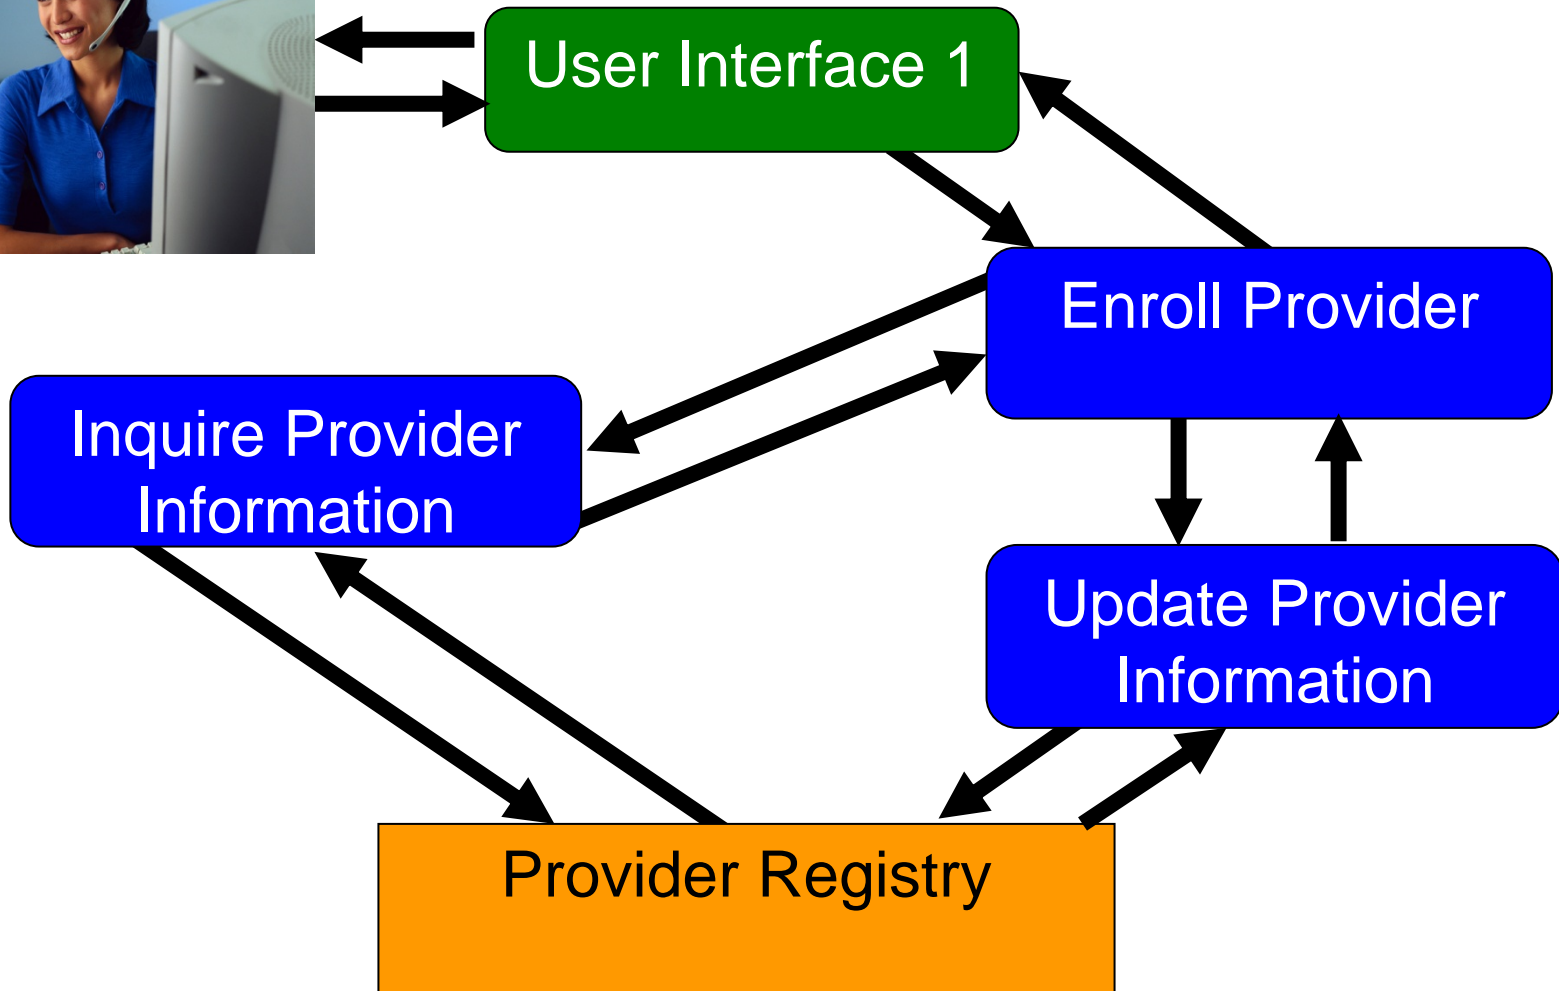 User Interface 1
Enroll Provider
Inquire Provider
Information
Update Provider
Information
Provider Registry